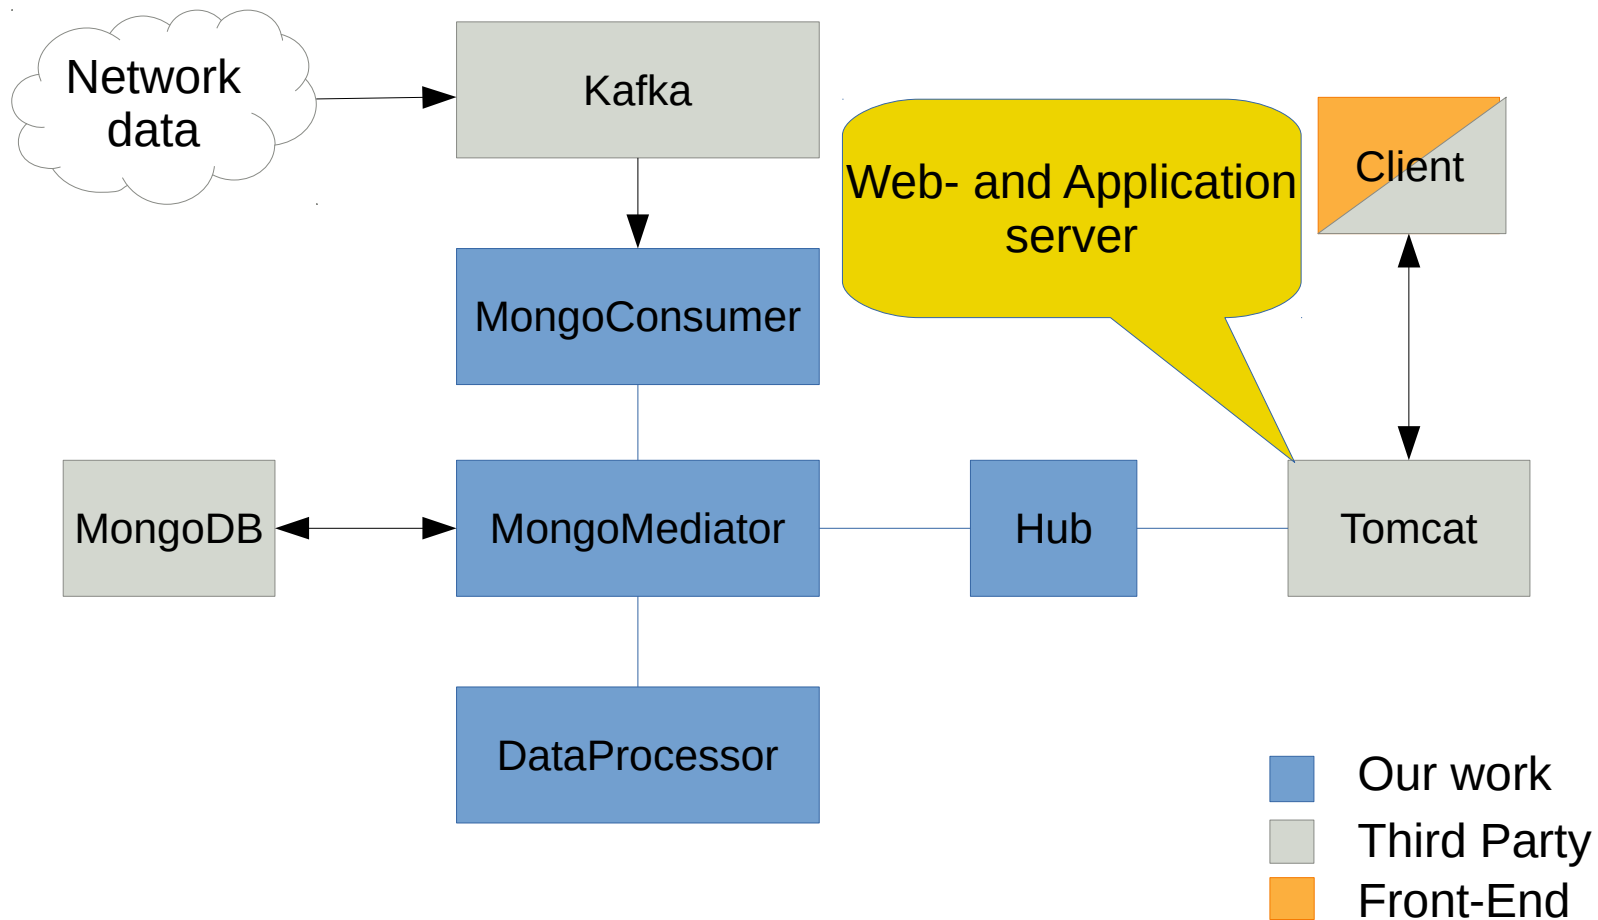 Network
data
Kafka
Web- and Application
server
Client
MongoConsumer
MongoDB
MongoMediator
Hub
Tomcat
DataProcessor
Our work
Third Party
Front-End